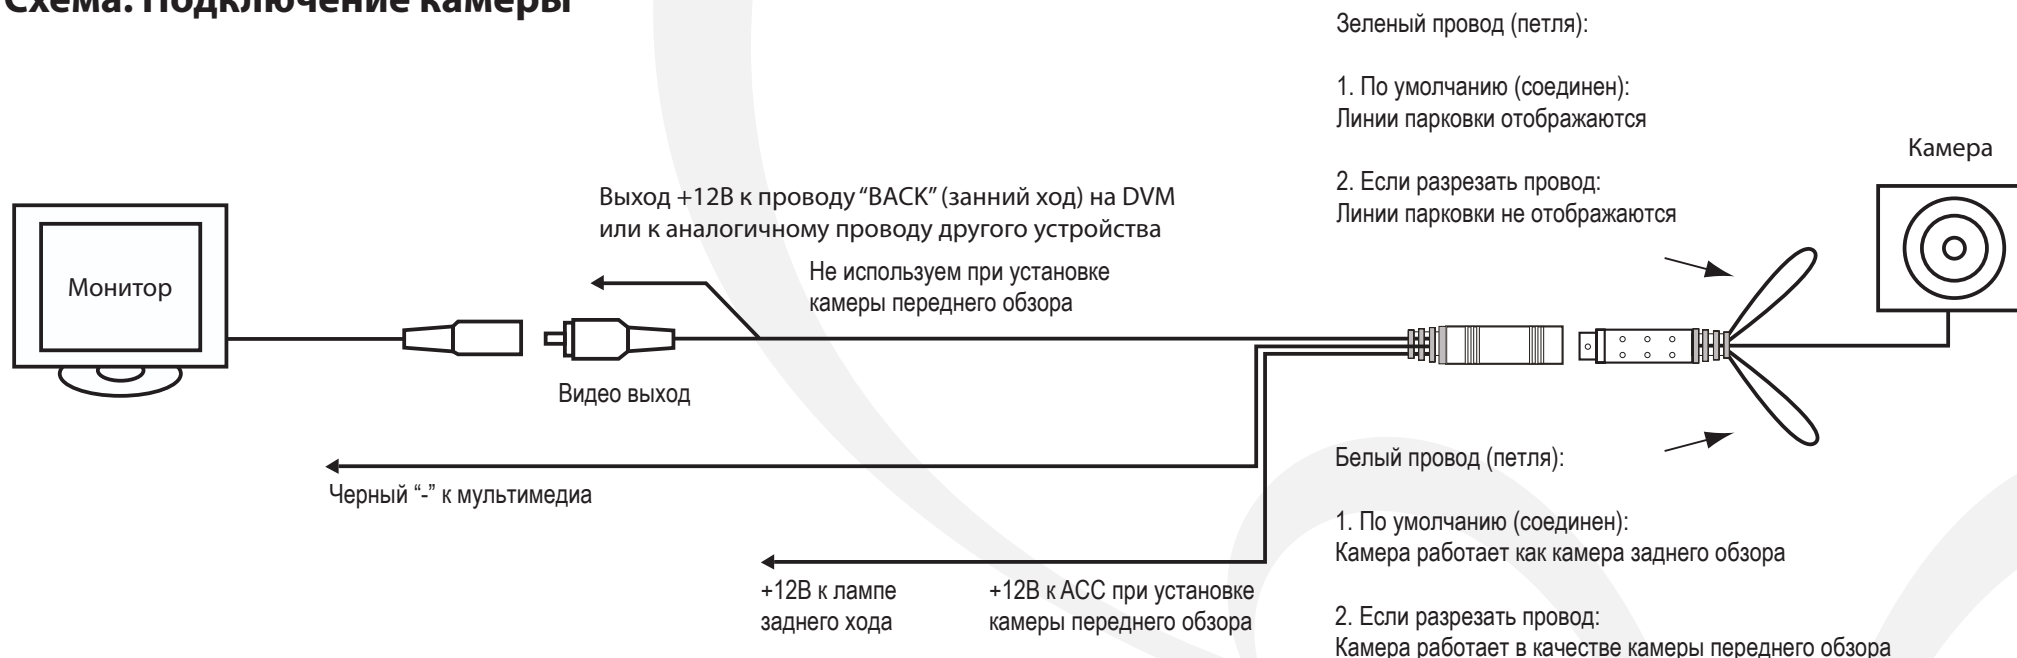 Схема. Подключение камеры
Зеленый провод (петля):
1. По умолчанию (соединен):
Линии парковки отображаются
2. Если разрезать провод:
Линии парковки не отображаются
Камера
Выход +12В к проводу “BACK” (занний ход) на DVM
или к аналогичному проводу другого устройства
Не используем при установке
камеры переднего обзора
Монитор
Видео выход
Черный “-” к мультимедиа
+12В к лампе
заднего хода
+12В к ACC при установке
камеры переднего обзора
Белый провод (петля):
1. По умолчанию (соединен):
Камера работает как камера заднего обзора
2. Если разрезать провод:
Камера работает в качестве камеры переднего обзора